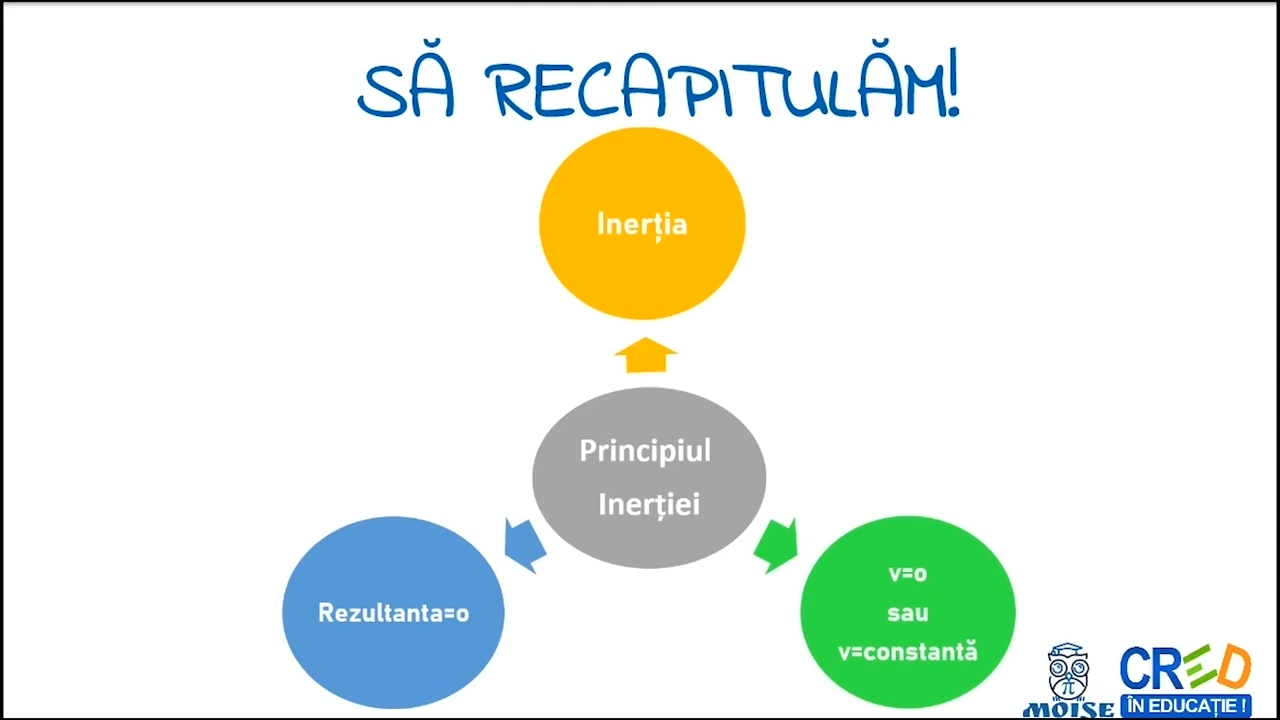 SĂ RECAPITULĂM!
Inerția
Principiul
Inerției
Rezultanta=o
v=o
sau
v=constantă
π
MOISE
CRED
ÎN EDUCAȚIE !